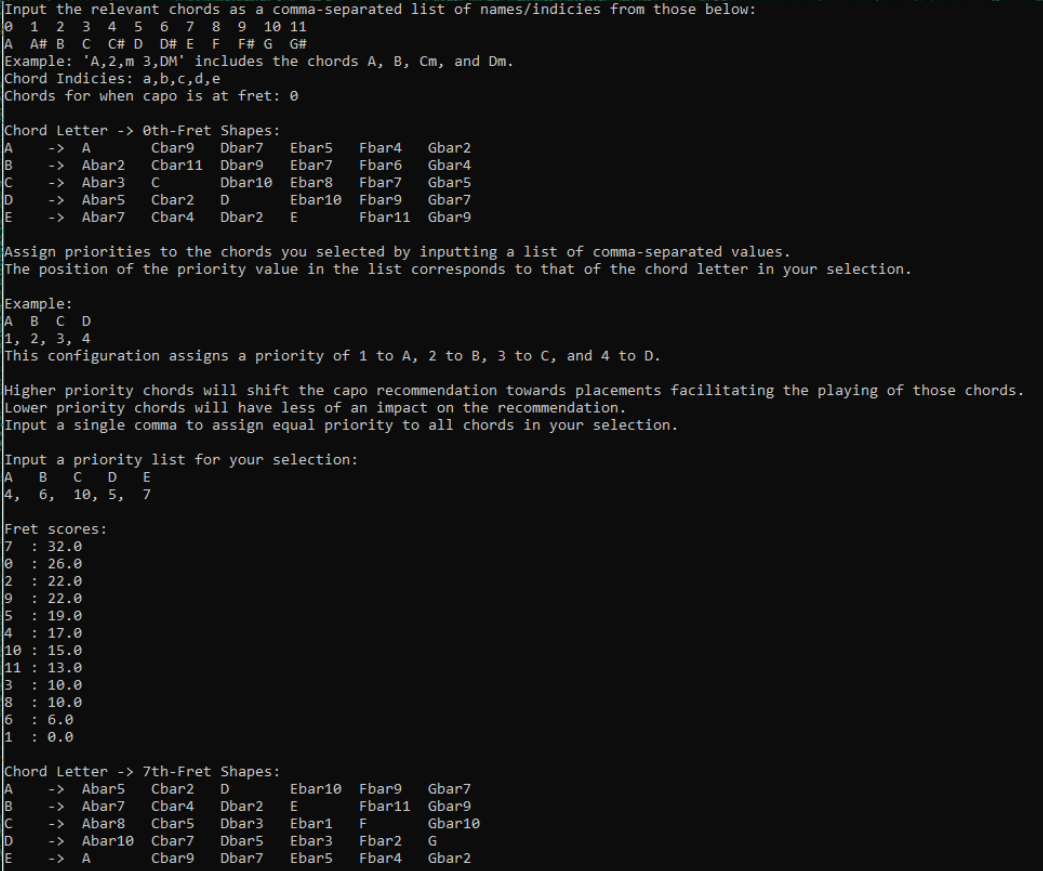 Input the relevant chords as a comma-separated list of names/indicies from those below:
0 1 2 3 4 5 6 7 8 9 10 11
A A# B C C# D D# E F F# G G#
Example: 'A,2,m 3,DM' includes the chords A, B, Cm, and Dm.
Chord Indicies: a,b,c,d,e
Chords for when capo is at fret: 0
Chord Letter -> 0th-Fret Shapes:
A -> A Cbar9 Dbar7 Ebar5 Fbar4 Gbar2
B -> Abar2 Cbar11 Dbar9 Ebar7 Fbar6 Gbar4
C -> Abar3 C Dbar10 Ebar8 Fbar7 Gbar5
D -> Abar5 Cbar2 D Ebar10 Fbar9 Gbar7
E -> Abar7 Cbar4 Dbar2 E Fbar11 Gbar9
Assign priorities to the chords you selected by inputting a list of comma-separated values.
The position of the priority value in the list corresponds to that of the chord letter in your selection.
Example:
A B C D
1, 2, 3, 4
This configuration assigns a priority of 1 to A, 2 to B, 3 to C, and 4 to D.
Higher priority chords will shift the capo recommendation towards placements facilitating the playing of those chords.
Lower priority chords will have less of an impact on the recommendation.
Input a single comma to assign equal priority to all chords in your selection.
Input a priority list for your selection:
A B C D E
4, 6, 10, 5, 7
Fret scores:
7 : 32.0
0 : 26.0
2 : 22.0
9 : 22.0
5 : 19.0
4 : 17.0
10 : 15.0
11 : 13.0
3 : 10.0
8 : 10.0
6 : 6.0
1 : 0.0
Chord Letter -> 7th-Fret Shapes:
A -> Abar5 Cbar2 D Ebar10 Fbar9 Gbar7
B -> Abar7 Cbar4 Dbar2 E Fbar11 Gbar9
C -> Abar8 Cbar5 Dbar3 Ebar1 F Gbar10
D -> Abar10 Cbar7 Dbar5 Ebar3 Fbar2 G
E -> A Cbar9 Dbar7 Ebar5 Fbar4 Gbar2